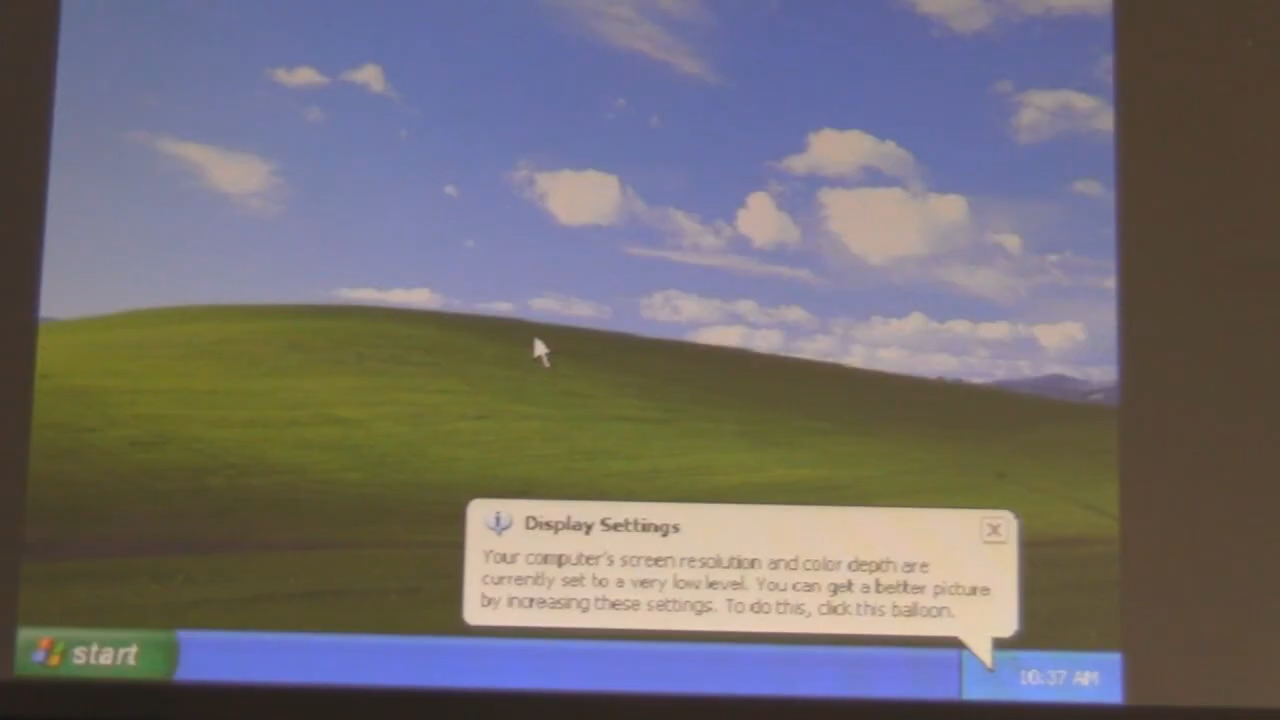 Display Settings
Your computer's screen resolution and color depth are
currently set to a very low level. You can get a better picture
by increasing these settings. To do this, click this balloon.
start
10:37 AM